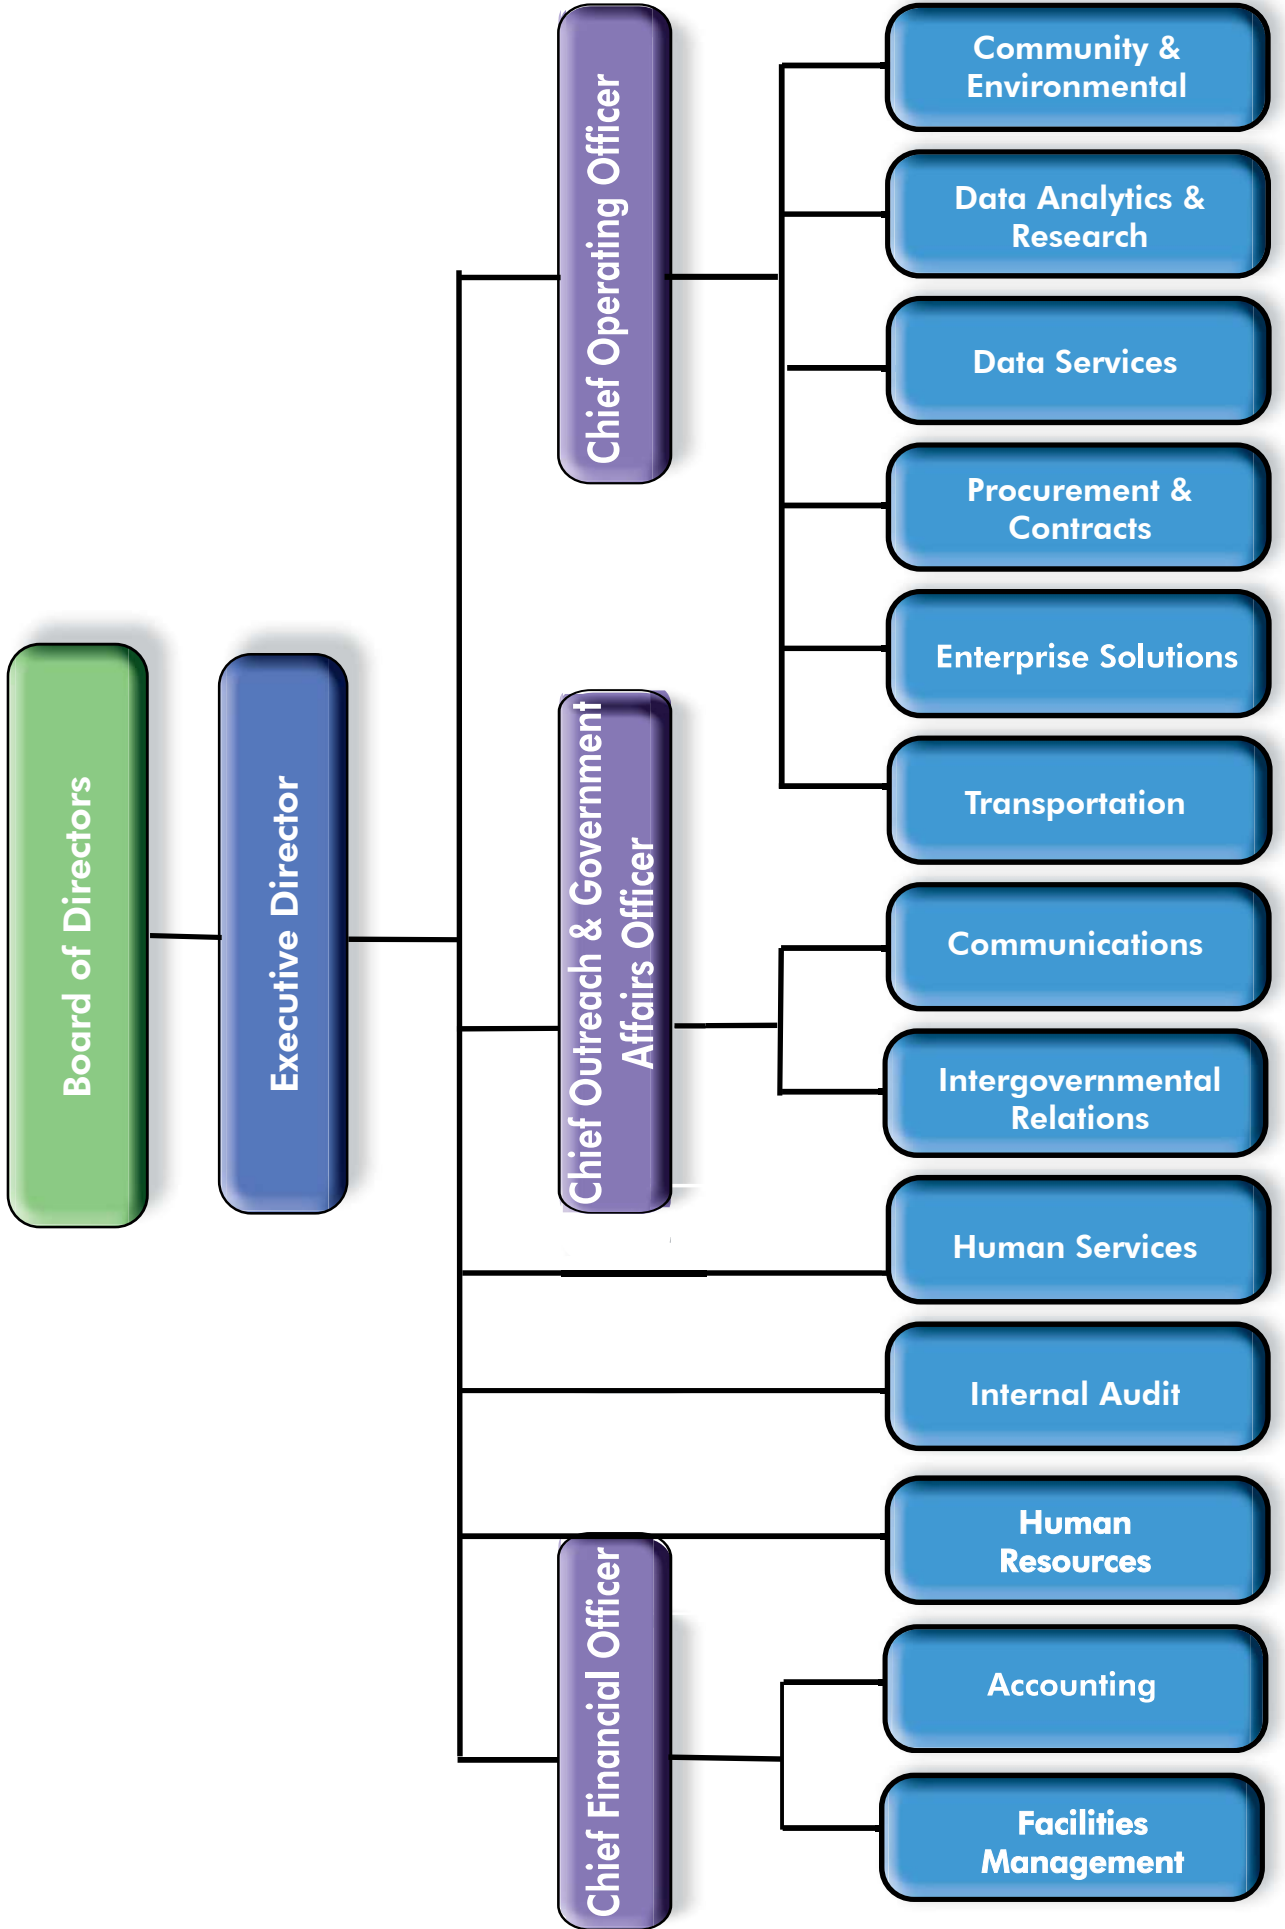 Board of Directors
Executive Director
Chief Operating Officer
Chief Outreach & Government
Affairs Officer
Chief Financial Officer
Community &
Environmental
Data Analytics &
Research
Data Services
Procurement &
Contracts
Enterprise Solutions
Transportation
Communications
Intergovernmental
Relations
Human Services
Internal Audit
Human
Resources
Accounting
Facilities
Management